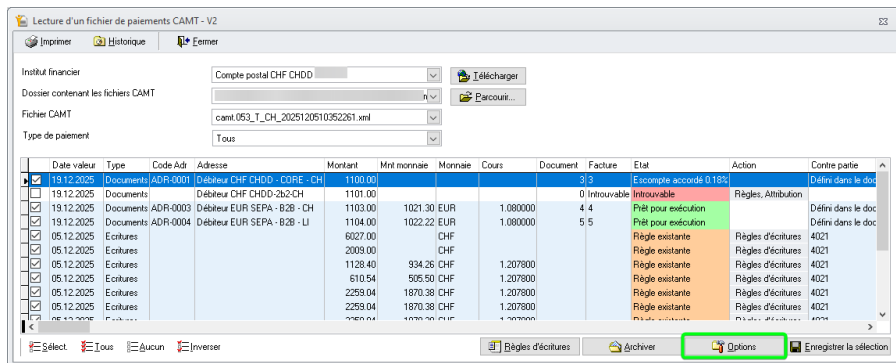 Lecture d'un fichier de paiements CAMT - V2
Imprimer Historique Fermer
Institut financier Compte postal CHF CHDD Télécharger
Dossier contenant les fichiers CAMT Parcourir...
Fichier CAMT camt.053_T_CH_2025120510352261.xml
Type de paiement Tous
Date valeur Type Code Adr Adresse Montant Mnt monnaie Monnaie Cours Document Facture Etat Action Contre partie
19.12.2025 Documents ADR-0001 Débiteur CHF CHDD - CORE - CH 1100.00 3 3 Escompte accordé 0.18% Défini dans le doc
19.12.2025 Documents Débiteur CHF CHDD-2b2-CH 1101.00 0 Introuvable Introuvable Règles, Attribution
19.12.2025 Documents ADR-0003 Débiteur EUR SEPA - B2B - CH 1103.00 1021.30 EUR 1.080000 4 4 Prêt pour exécution Défini dans le doc
19.12.2025 Documents ADR-0004 Débiteur EUR SEPA - B2B - LI 1104.00 1022.22 EUR 1.080000 5 5 Prêt pour exécution Défini dans le doc
05.12.2025 Ecritures 6027.00 CHF Règle existante Règles d'écritures 4021
05.12.2025 Ecritures 2009.00 CHF Règle existante Règles d'écritures 4021
05.12.2025 Ecritures 1128.40 934.26 CHF 1.207800 Règle existante Règles d'écritures 4021
05.12.2025 Ecritures 610.54 505.50 CHF 1.207800 Règle existante Règles d'écritures 4021
05.12.2025 Ecritures 2259.04 1870.38 CHF 1.207800 Règle existante Règles d'écritures 4021
05.12.2025 Ecritures 2259.04 1870.38 CHF 1.207800 Règle existante Règles d'écritures 4021
Sélect. Tous Aucun Inverser Règles d'écritures Archiver Options Enregistrer la sélection